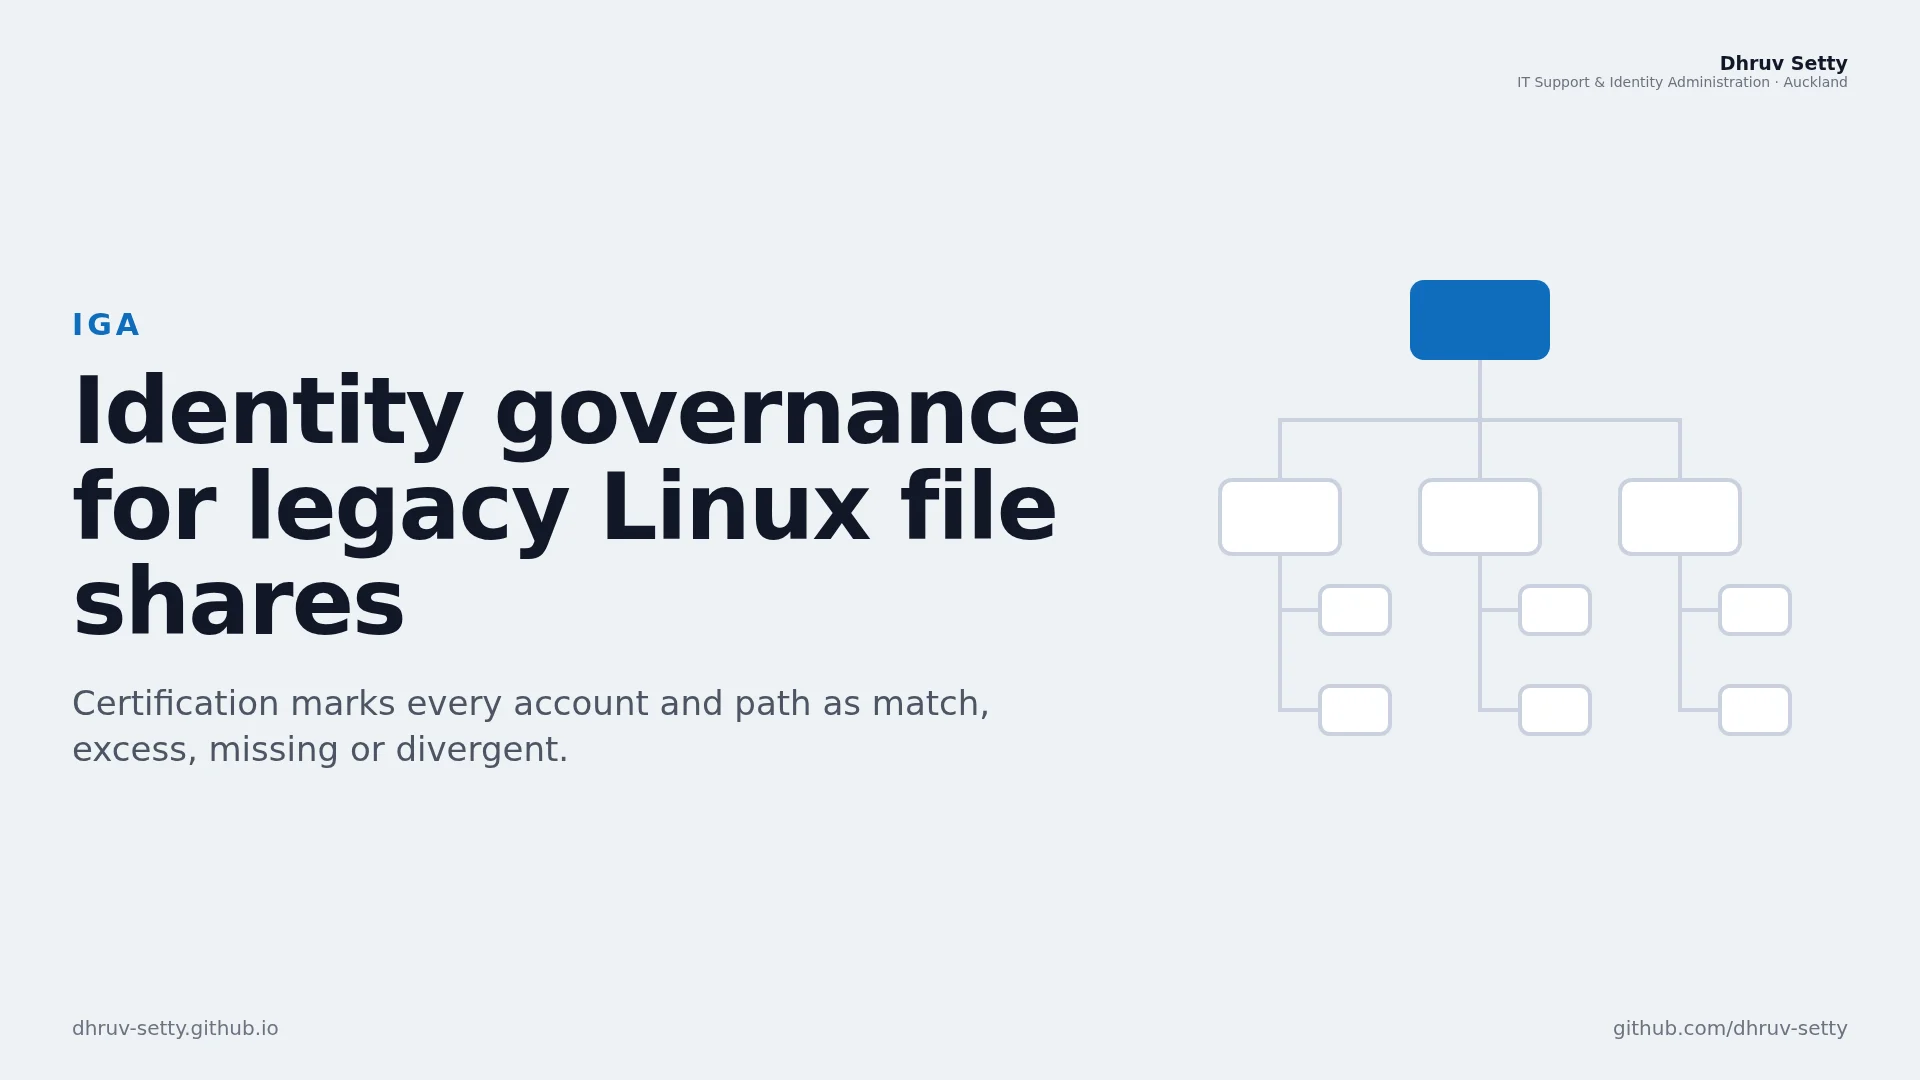 Dhruv Setty
IT Support & Identity Administration · Auckland
IGA
Identity governance
for legacy Linux file
shares
Certification marks every account and path as match,
excess, missing or divergent.
dhruv-setty.github.io
github.com/dhruv-setty